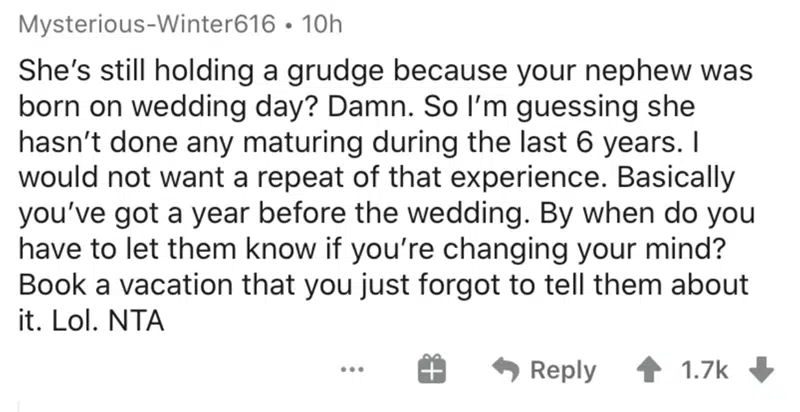 Mysterious-Winter616 • 10h
She's still holding a grudge because your nephew was
born on wedding day? Damn. So I'm guessing she
hasn't done any maturing during the last 6 years. I
would not want a repeat of that experience. Basically
you've got a year before the wedding. By when do you
have to let them know if you're changing your mind?
Book a vacation that you just forgot to tell them about
it. Lol. NTA
Reply 1.7k